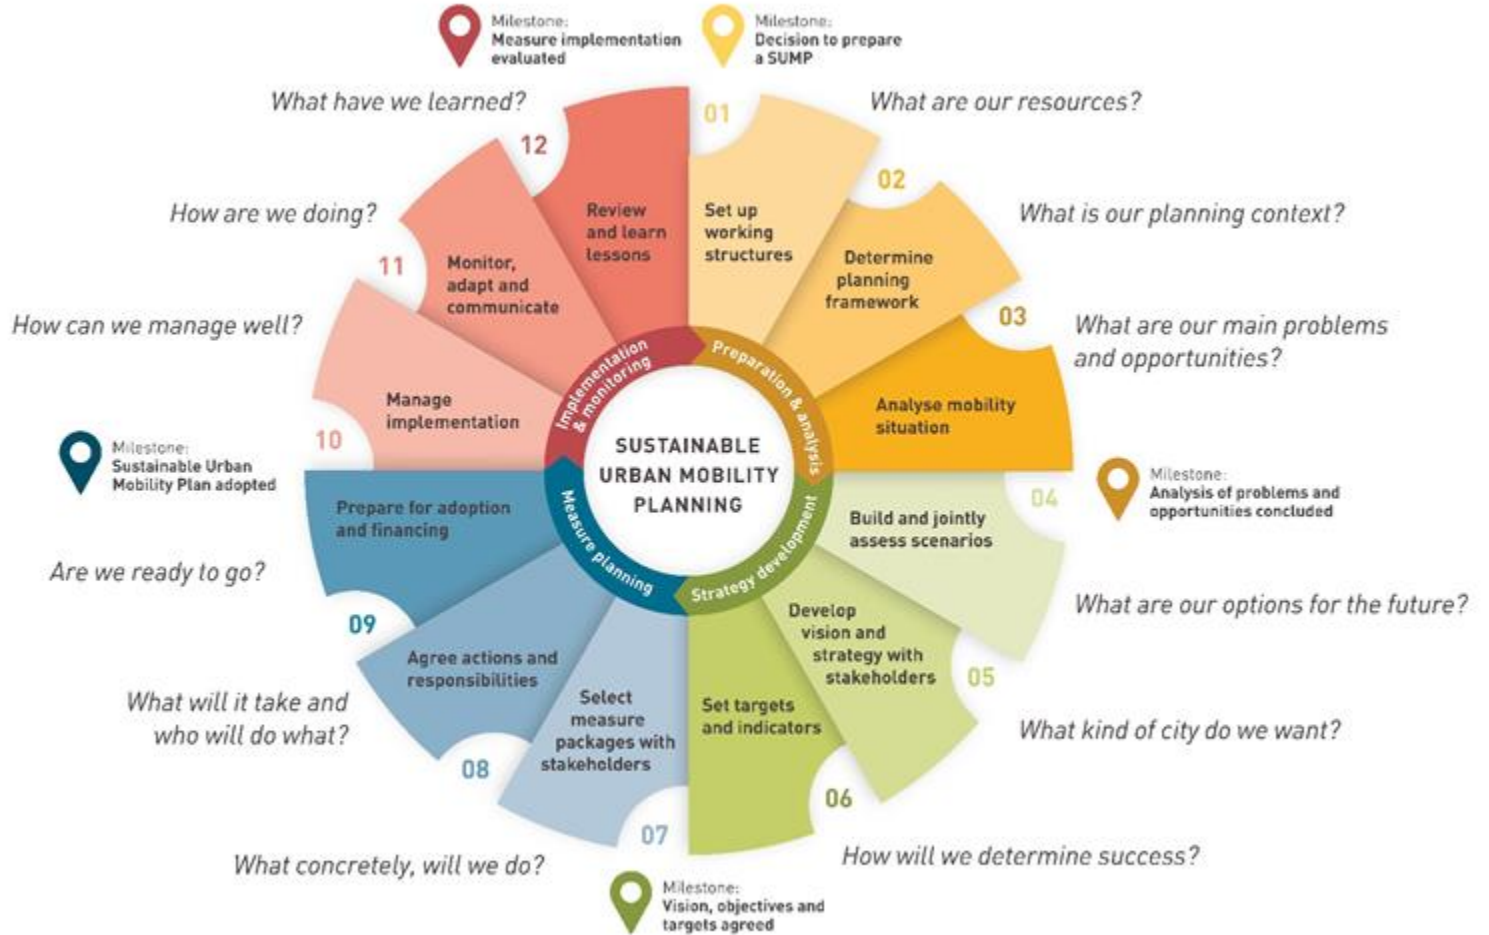 Milestone:
Measure implementation
evaluated
Milestone:
Decision to prepare
a SUMP
What have we learned?
What are our resources?
12
01
02
How are we doing?
What is our planning context?
Review
and learn
lessons
Set up
working
structures
11
Monitor,
adapt and
communicate
Determine
planning
framework
03
How can we manage well?
What are our main problems
and opportunities?
Implementation
& monitoring
Preparation & analysis
Manage
implementation
Analyse mobility
situation
10
SUSTAINABLE
URBAN MOBILITY
PLANNING
Milestone:
Sustainable Urban
Mobility Plan adopted
Milestone:
Analysis of problems and
opportunities concluded
Prepare for adoption
and financing
04
Build and jointly
assess scenarios
Measure planning
Strategy development
Are we ready to go?
What are our options for the future?
09
Develop
vision and
strategy with
stakeholders
Agree actions and
responsibilities
05
What will it take and
who will do what?
Select
measure
packages with
stakeholders
Set targets
and indicators
What kind of city do we want?
08
06
07
What concretely, will we do?
How will we determine success?
Milestone:
Vision, objectives and
targets agreed